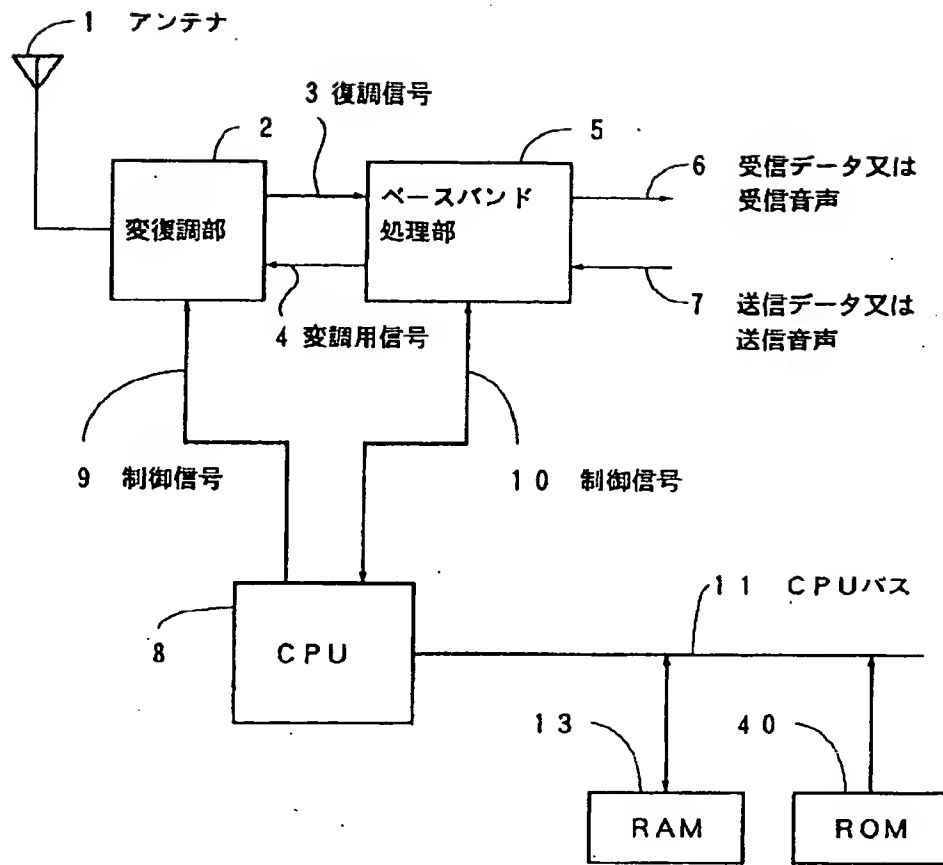 1 アンテナ
3 復調信号
2
5
6 受信データ又は
受信音声
変復調部
ベースバンド
処理部
4 変調用信号
7 送信データ又は
送信音声
9 制御信号
10 制御信号
11 CPUバス
8
CPU
13
40
RAM
ROM